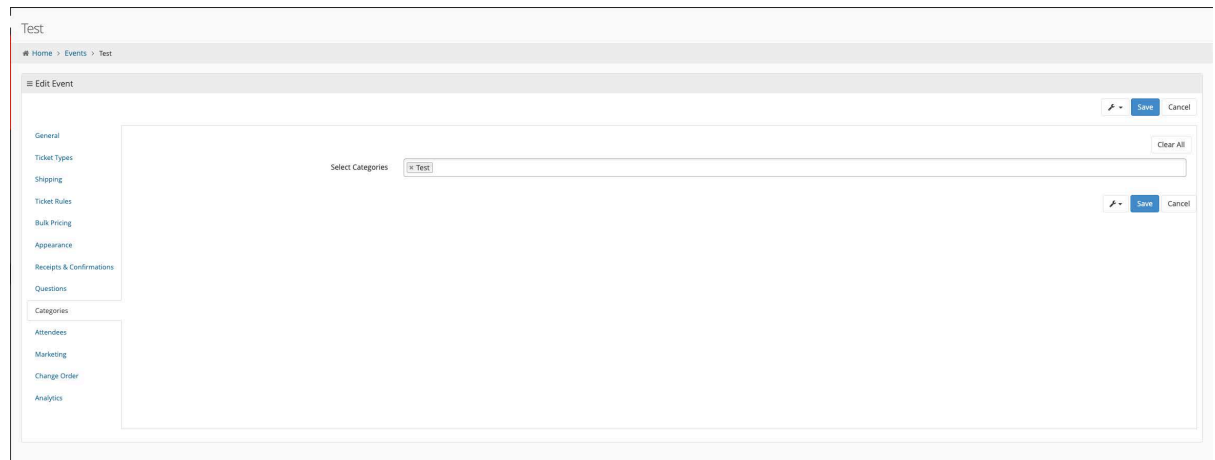 Test
Home > Events > Test
Edit Event
Save Cancel
General
Ticket Types
Shipping
Ticket Rules
Bulk Pricing
Appearance
Receipts & Confirmations
Questions
Categories
Attendees
Marketing
Change Order
Analytics
Clear All
Select Categories × Test
Save Cancel